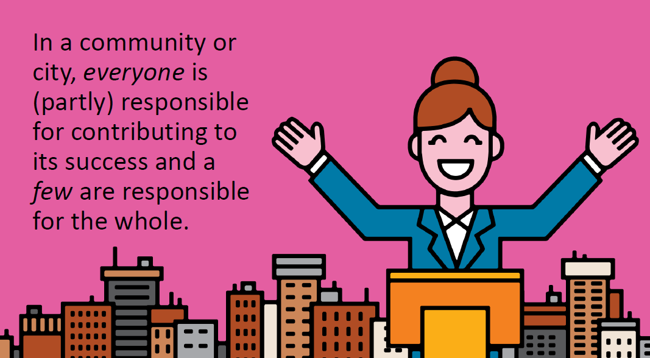 In a community or
city, everyone is
(partly) responsible
for contributing to
its success and a
few are responsible
for the whole.